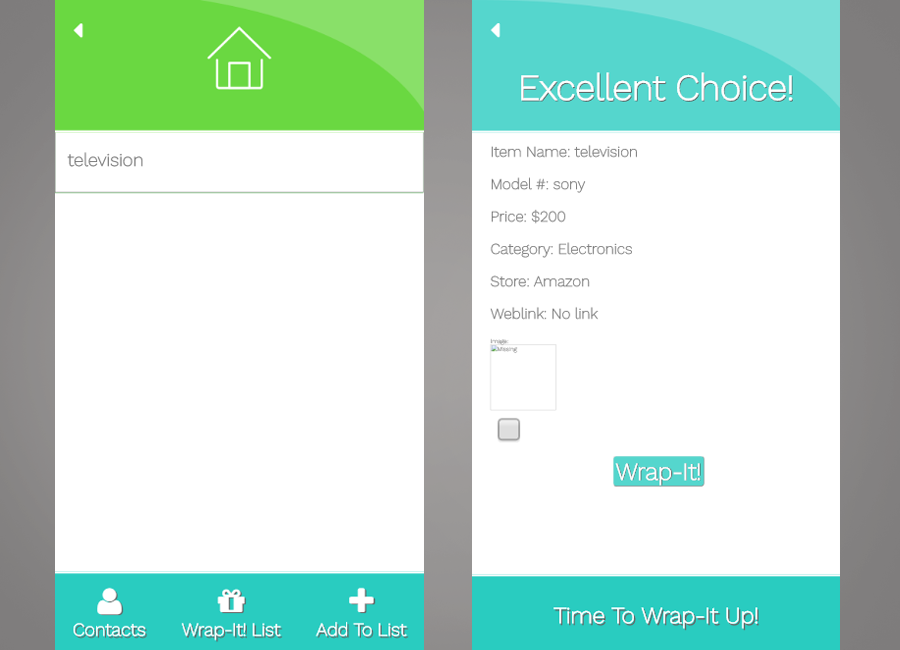 television
Contacts
Wrap-It! List
Add To List
Excellent Choice!
Item Name: television
Model #: sony
Price: $200
Category: Electronics
Store: Amazon
Weblink: No link
Image:
Missing
Wrap-It!
Time To Wrap-It Up!